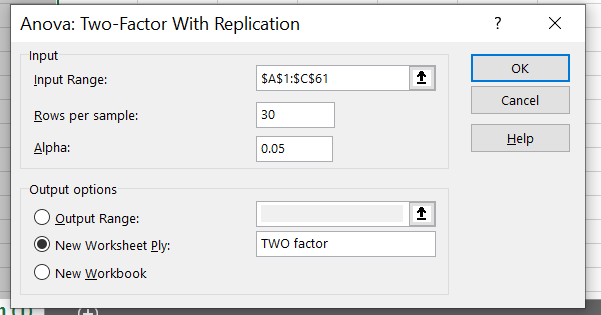 Anova: Two-Factor With Replication ? ×
Input
Input Range: $A$1:$C$61
OK
Cancel
Rows per sample: 30
Help
Alpha: 0.05
Output options
Output Range:
New Worksheet Ply: TWO factor
New Workbook